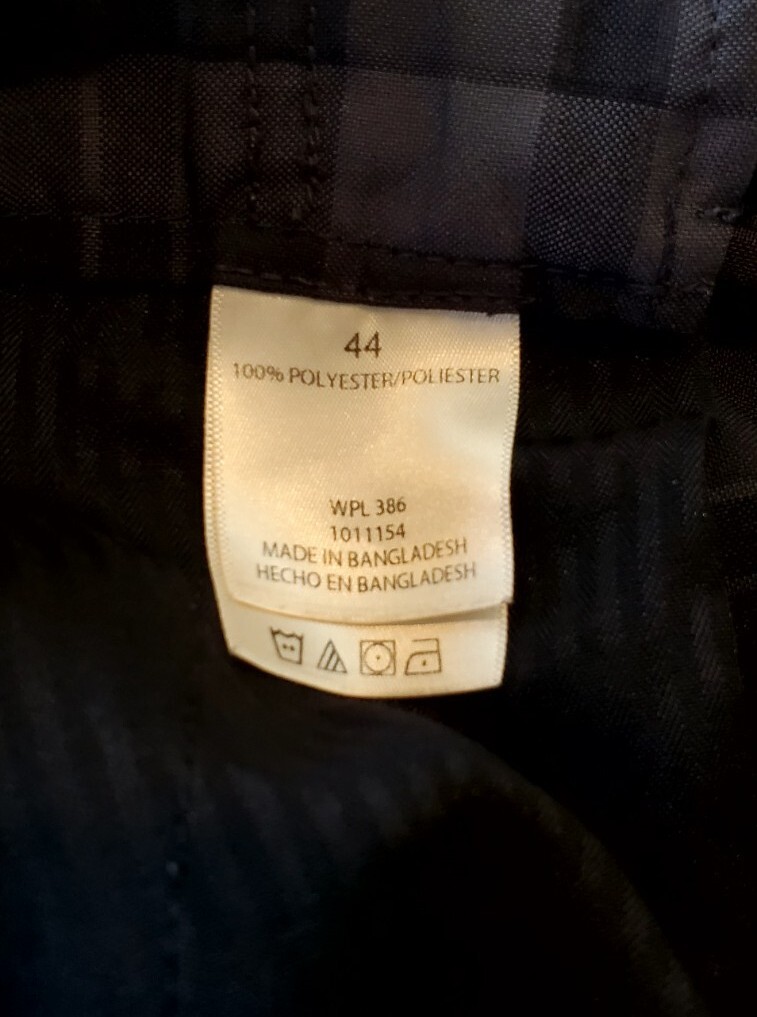 44
100% POLYESTER/POLIESTER
WPL 386
1011154
MADE IN BANGLADESH
HECHO EN BANGLADESH